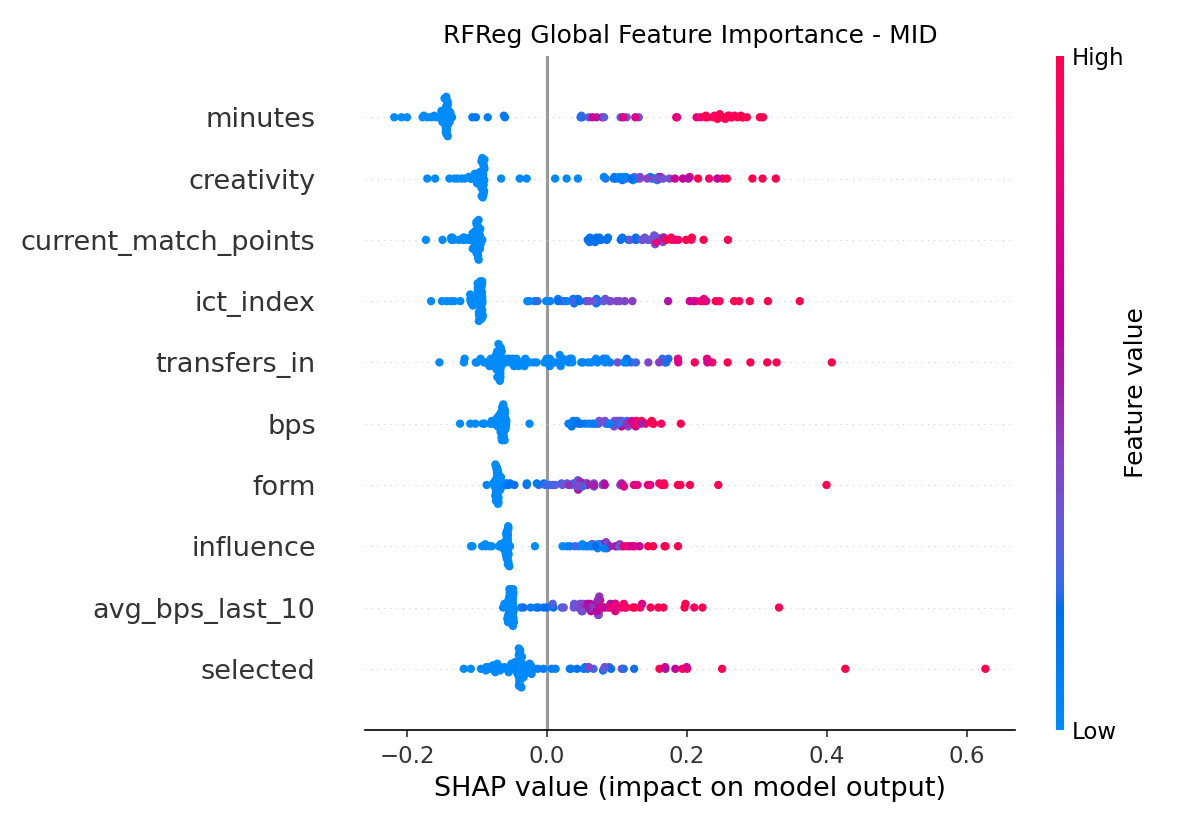 RFReg Global Feature Importance - MID
High
minutes
creativity
current_match_points
ict_index
transfers_in
bps
form
influence
avg_bps_last_10
selected
Feature value
Low
−0.2 0.0 0.2 0.4 0.6
SHAP value (impact on model output)